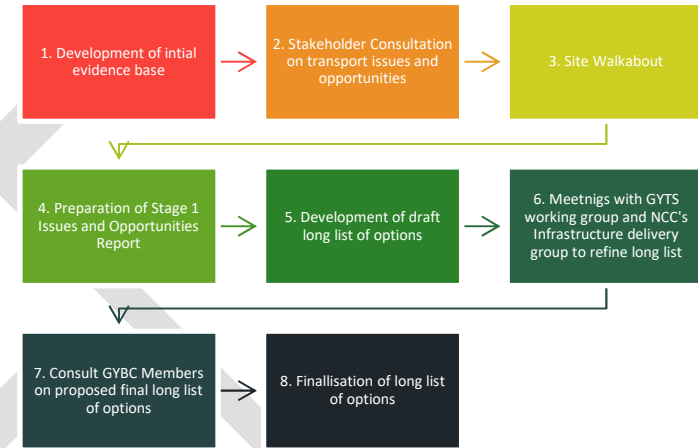 1. Development of intial
evidence base
2. Stakeholder Consultation
on transport issues and
opportunities
3. Site Walkabout
4. Preparation of Stage 1
Issues and Opportunities
Report
5. Development of draft
long list of options
6. Meetnigs with GYTS
working group and NCC's
Infrastructure delivery
group to refine long list
7. Consult GYBC Members
on proposed final long list
of options
8. Finallisation of long list
of options